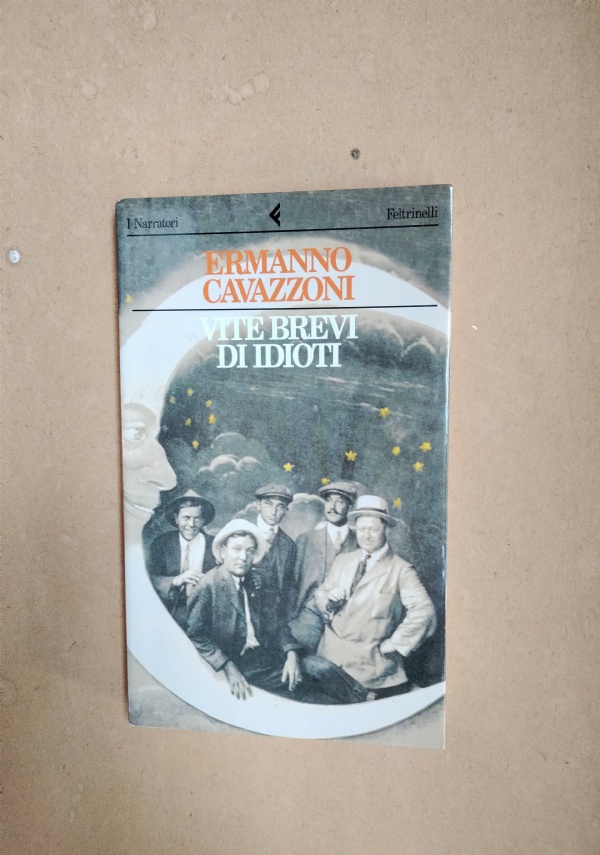 I Narratori
Feltrinelli
ERMANNO
CAVAZZONI
VITE BREVI
DI IDIOTI